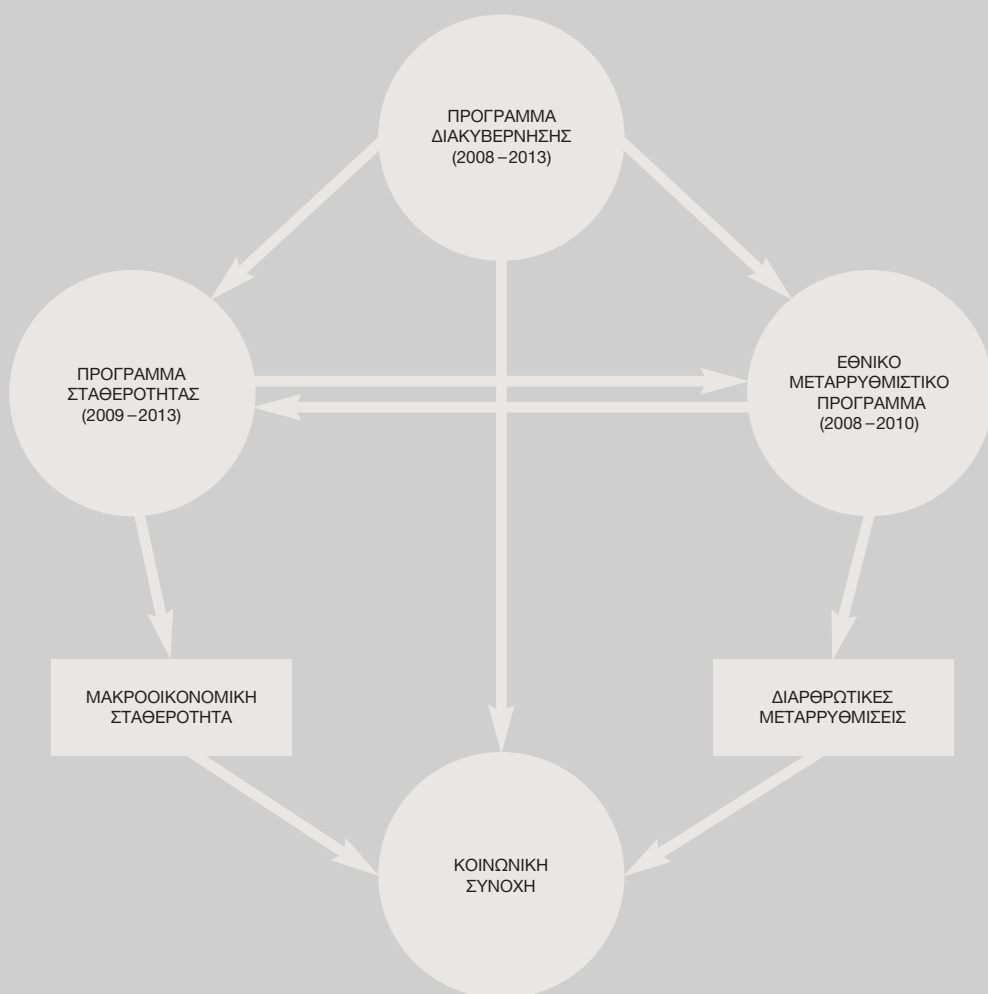 ΠΡΟΓΡΑΜΜΑ
ΔΙΑΚΥΒΕΡΝΗΣΗΣ
(2008–2013)
ΠΡΟΓΡΑΜΜΑ
ΣΤΑΘΕΡΟΤΗΤΑΣ
(2009–2013)
ΕΘΝΙΚΟ
ΜΕΤΑΡΡΥΘΜΙΣΤΙΚΟ
ΠΡΟΓΡΑΜΜΑ
(2008–2010)
ΜΑΚΡΟΟΙΚΟΝΟΜΙΚΗ
ΣΤΑΘΕΡΟΤΗΤΑ
ΔΙΑΡΘΡΩΤΙΚΕΣ
ΜΕΤΑΡΡΥΘΜΙΣΕΙΣ
ΚΟΙΝΩΝΙΚΗ
ΣΥΝΟΧΗ